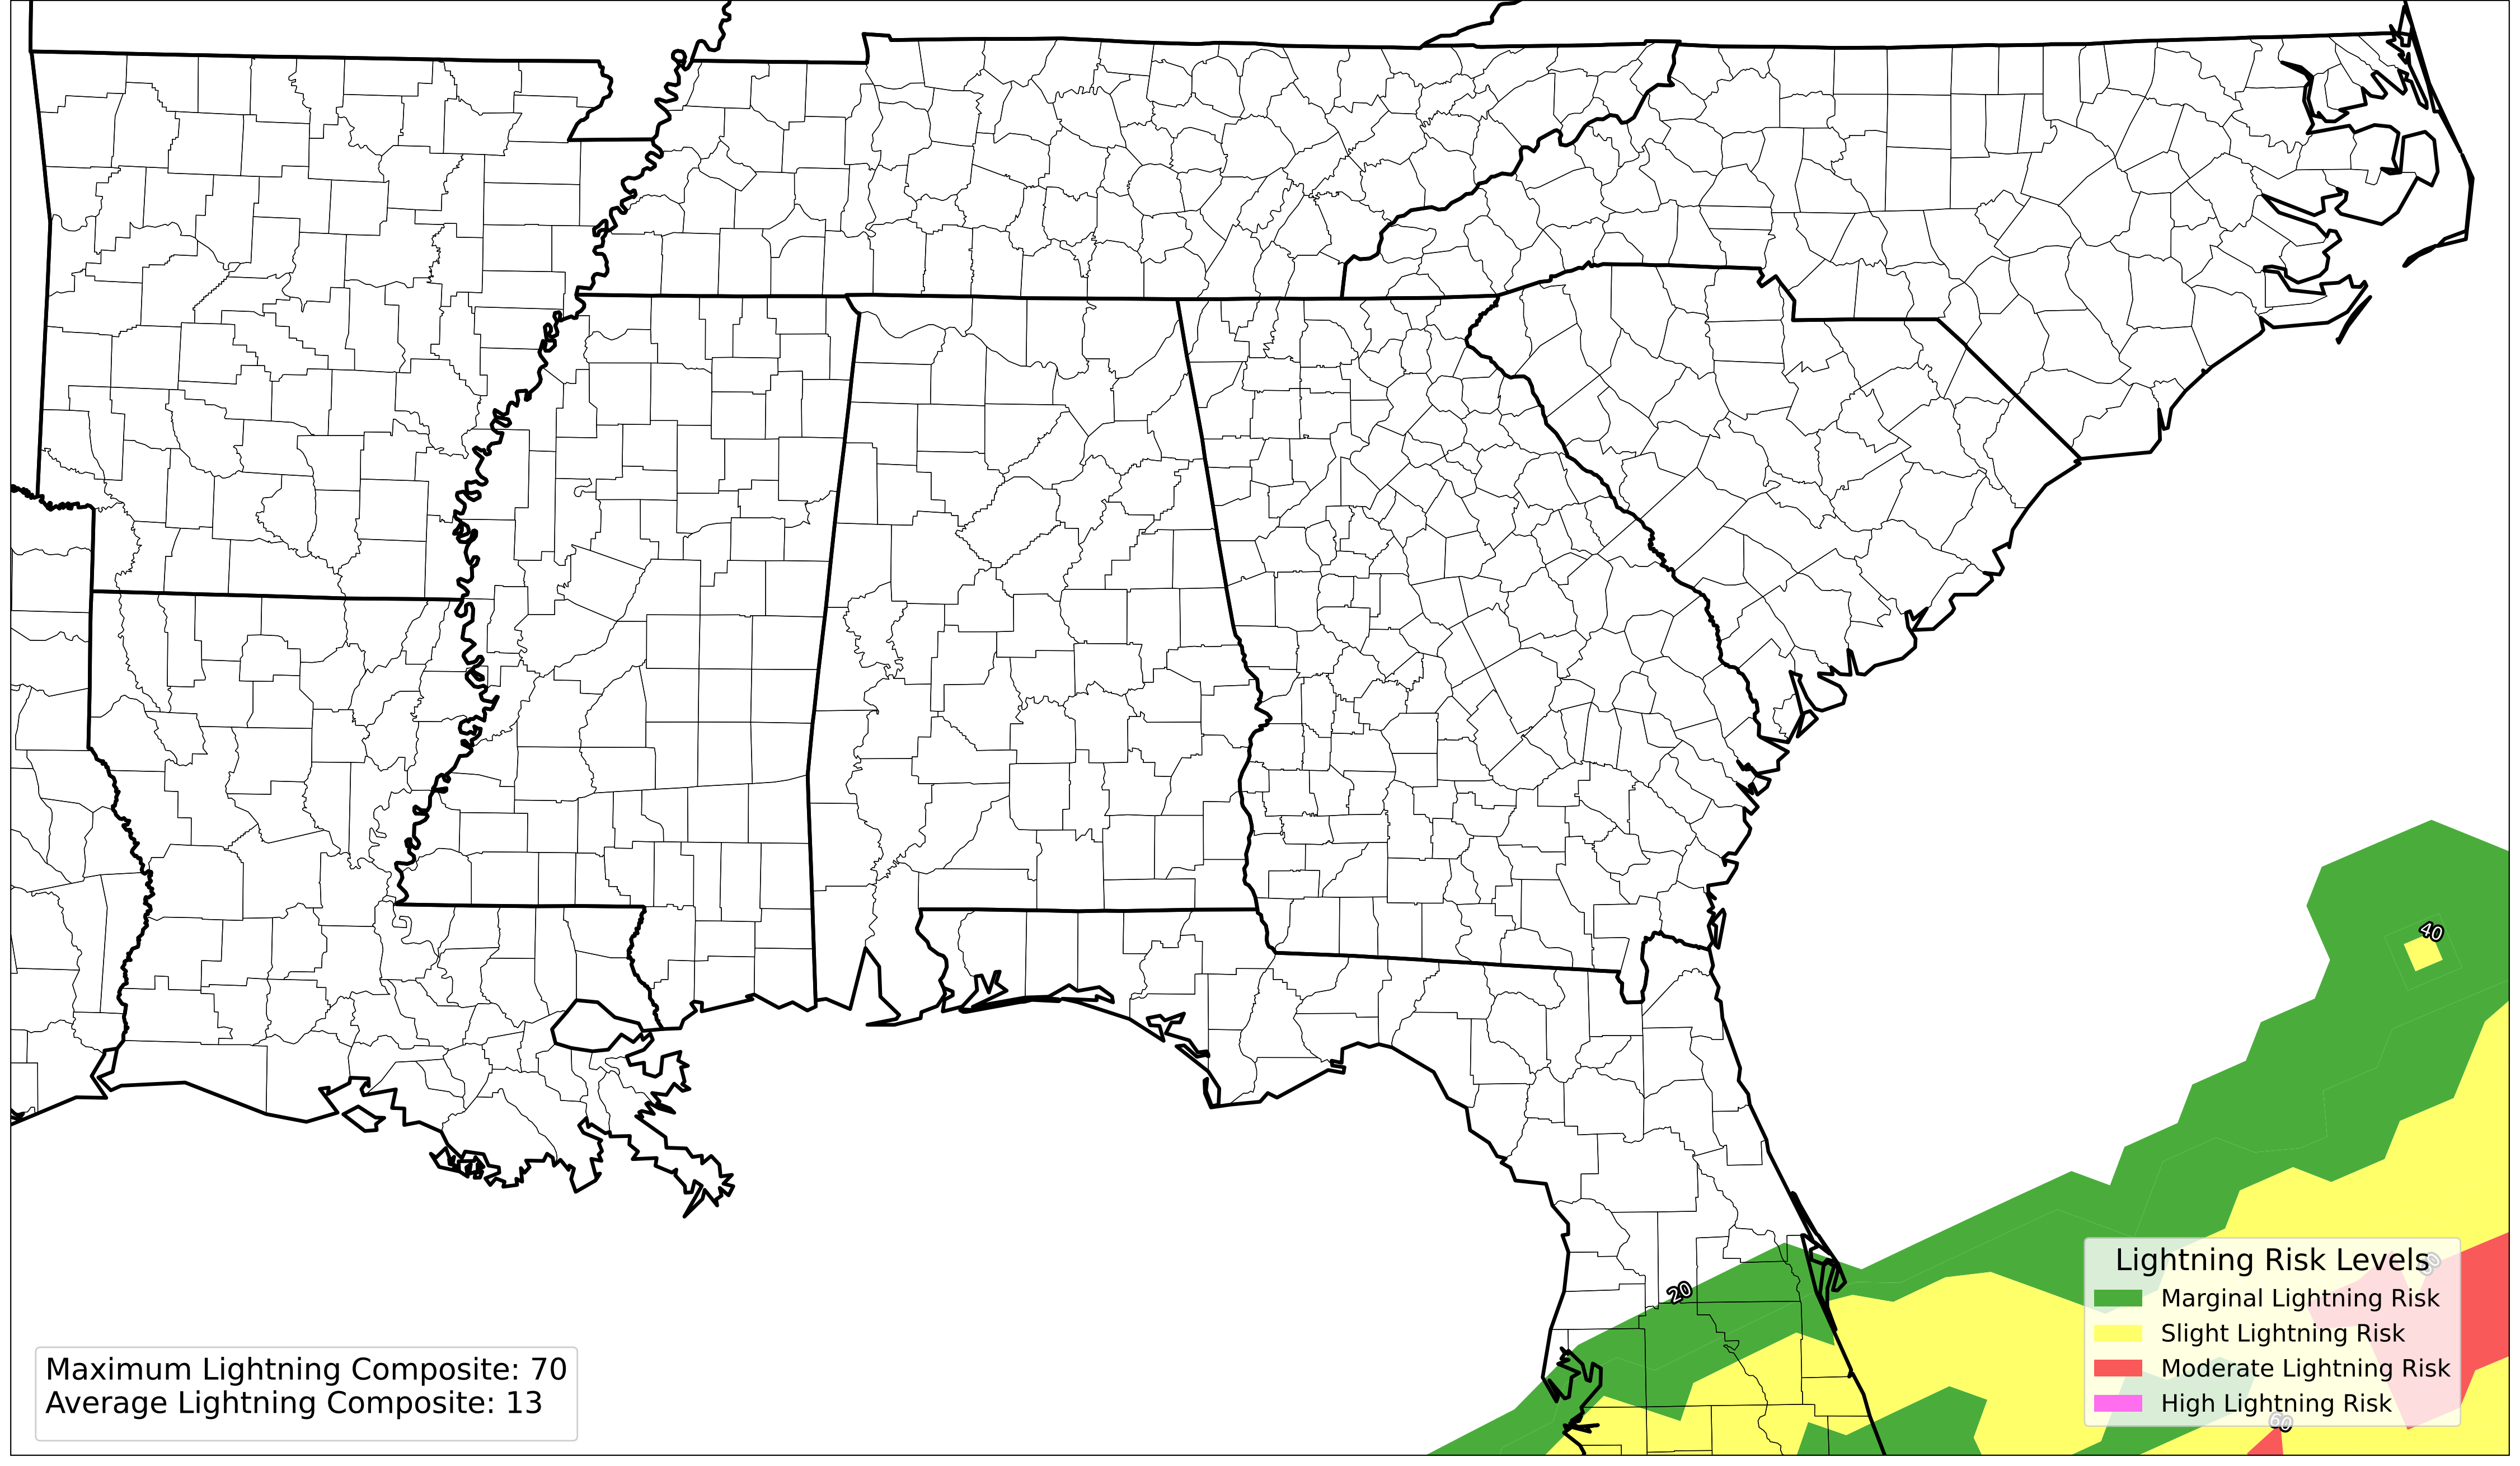 40
20
Lightning Risk Levels
Marginal Lightning Risk
Slight Lightning Risk
Moderate Lightning Risk
High Lightning Risk
60
Maximum Lightning Composite: 70
Average Lightning Composite: 13